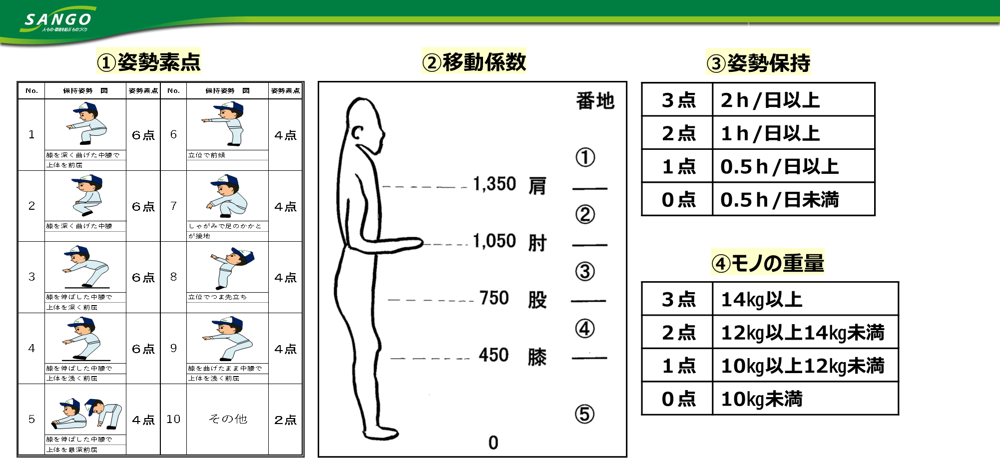 SANGO
人・もの・環境を結ぶ ものづくり
①姿勢素点
No. 保持姿勢 図 姿勢素点 No. 保持姿勢 図 姿勢素点
1 6点 6 4点
膝を深く曲げた中腰で 立位で前傾
上体を前屈
2 6点 7 4点
膝を深く曲げた中腰 しゃがみで足のかかと
が接地
3 6点 8 4点
膝を伸ばした中腰で 立位でつま先立ち
上体を深く前屈
4 6点 9 4点
膝を伸ばした中腰で 膝を曲げたまま中腰で
上体を浅く前屈 上体を浅く前屈
5 4点 10 その他 2点
膝を伸ばした中腰で
上体を最深前屈
②移動係数
番地
①
1,350 肩
②
1,050 肘
③
750 股
④
450 膝
⑤
0
③姿勢保持
３点 2ｈ/日以上
２点 1ｈ/日以上
１点 0.5ｈ/日以上
０点 0.5ｈ/日未満
④モノの重量
３点 14㎏以上
２点 12㎏以上14㎏未満
１点 10㎏以上12㎏未満
０点 10㎏未満